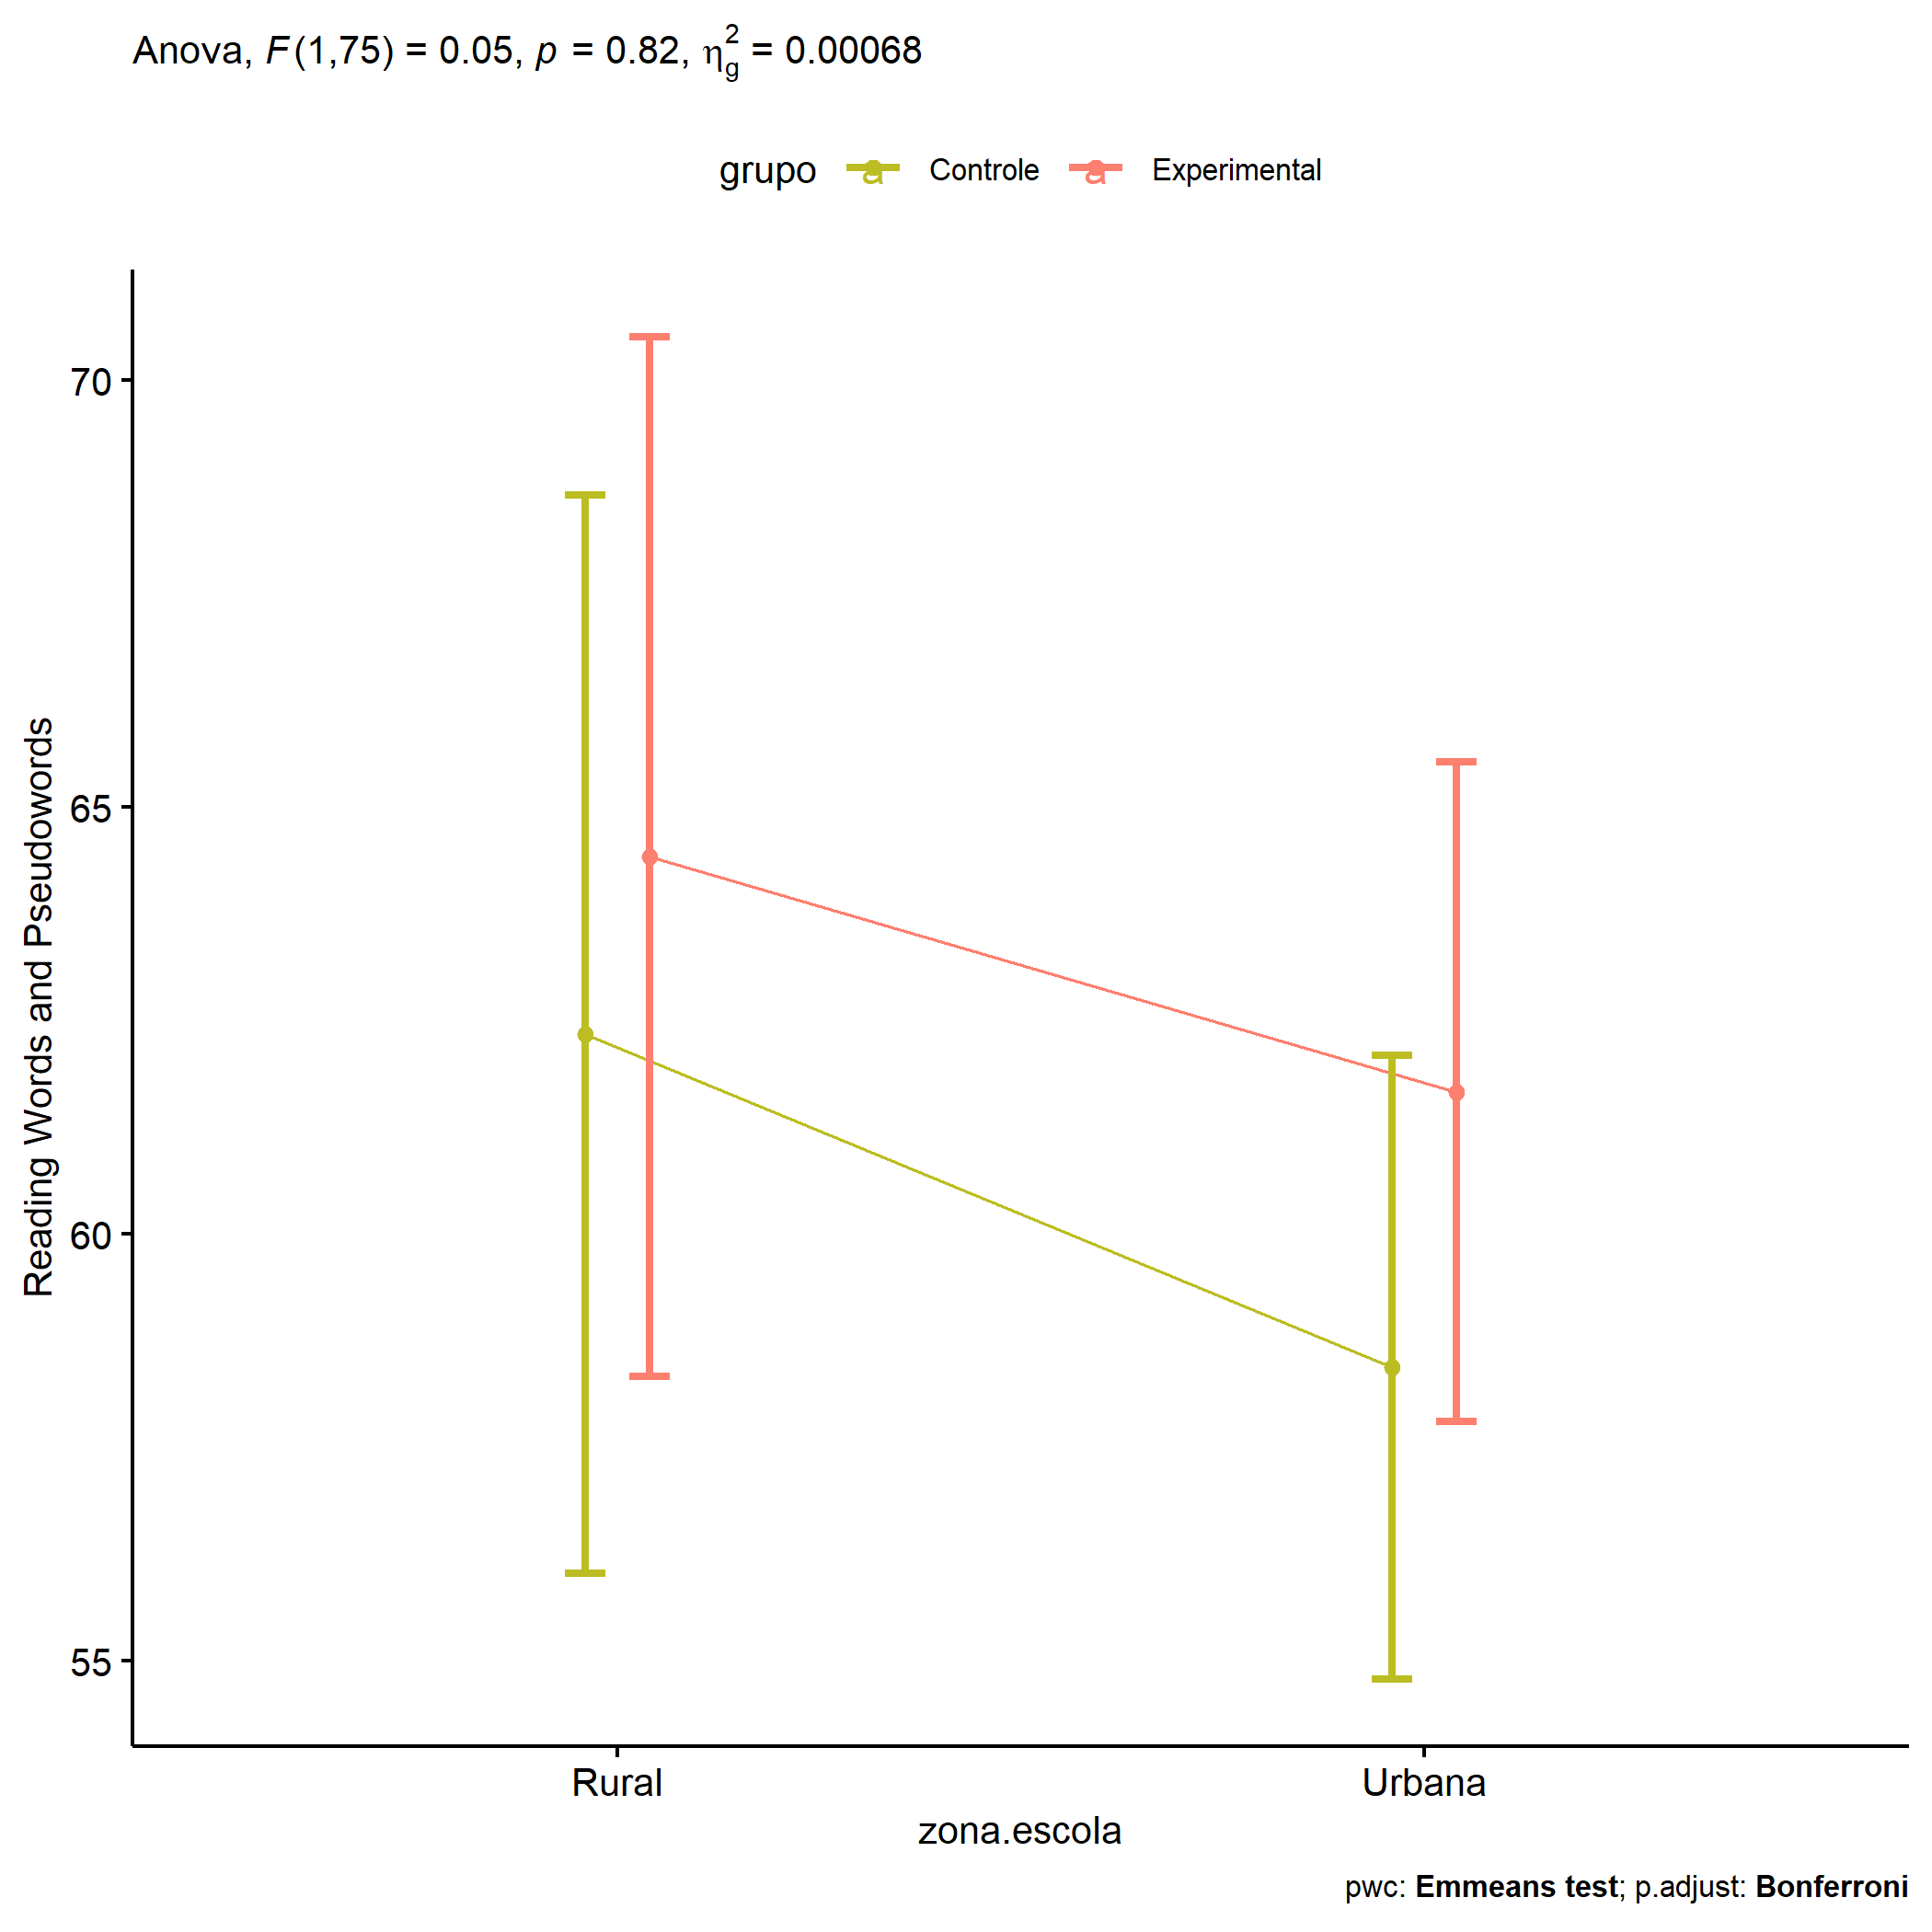 Anova, F(1,75) = 0.05, p = 0.82, η²g = 0.00068
grupo a Controle a Experimental
Reading Words and Pseudowords
70
65
60
55
Rural Urbana
zona.escola
pwc: Emmeans test; p.adjust: Bonferroni